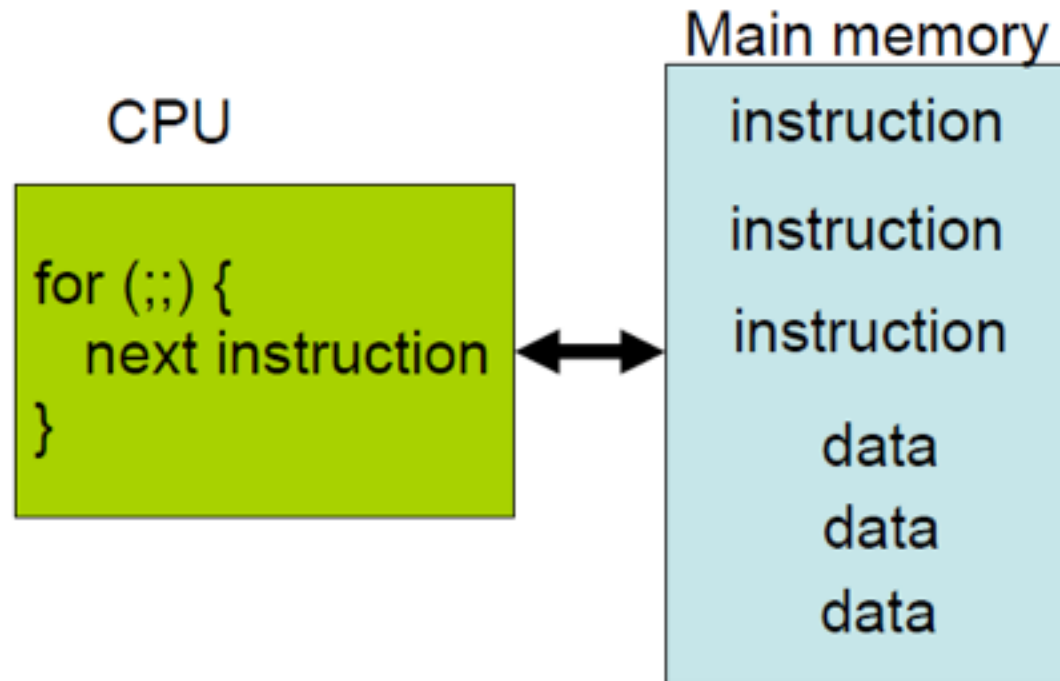 CPU
for (;;) {
next instruction
}
Main memory
instruction
instruction
instruction
data
data
data